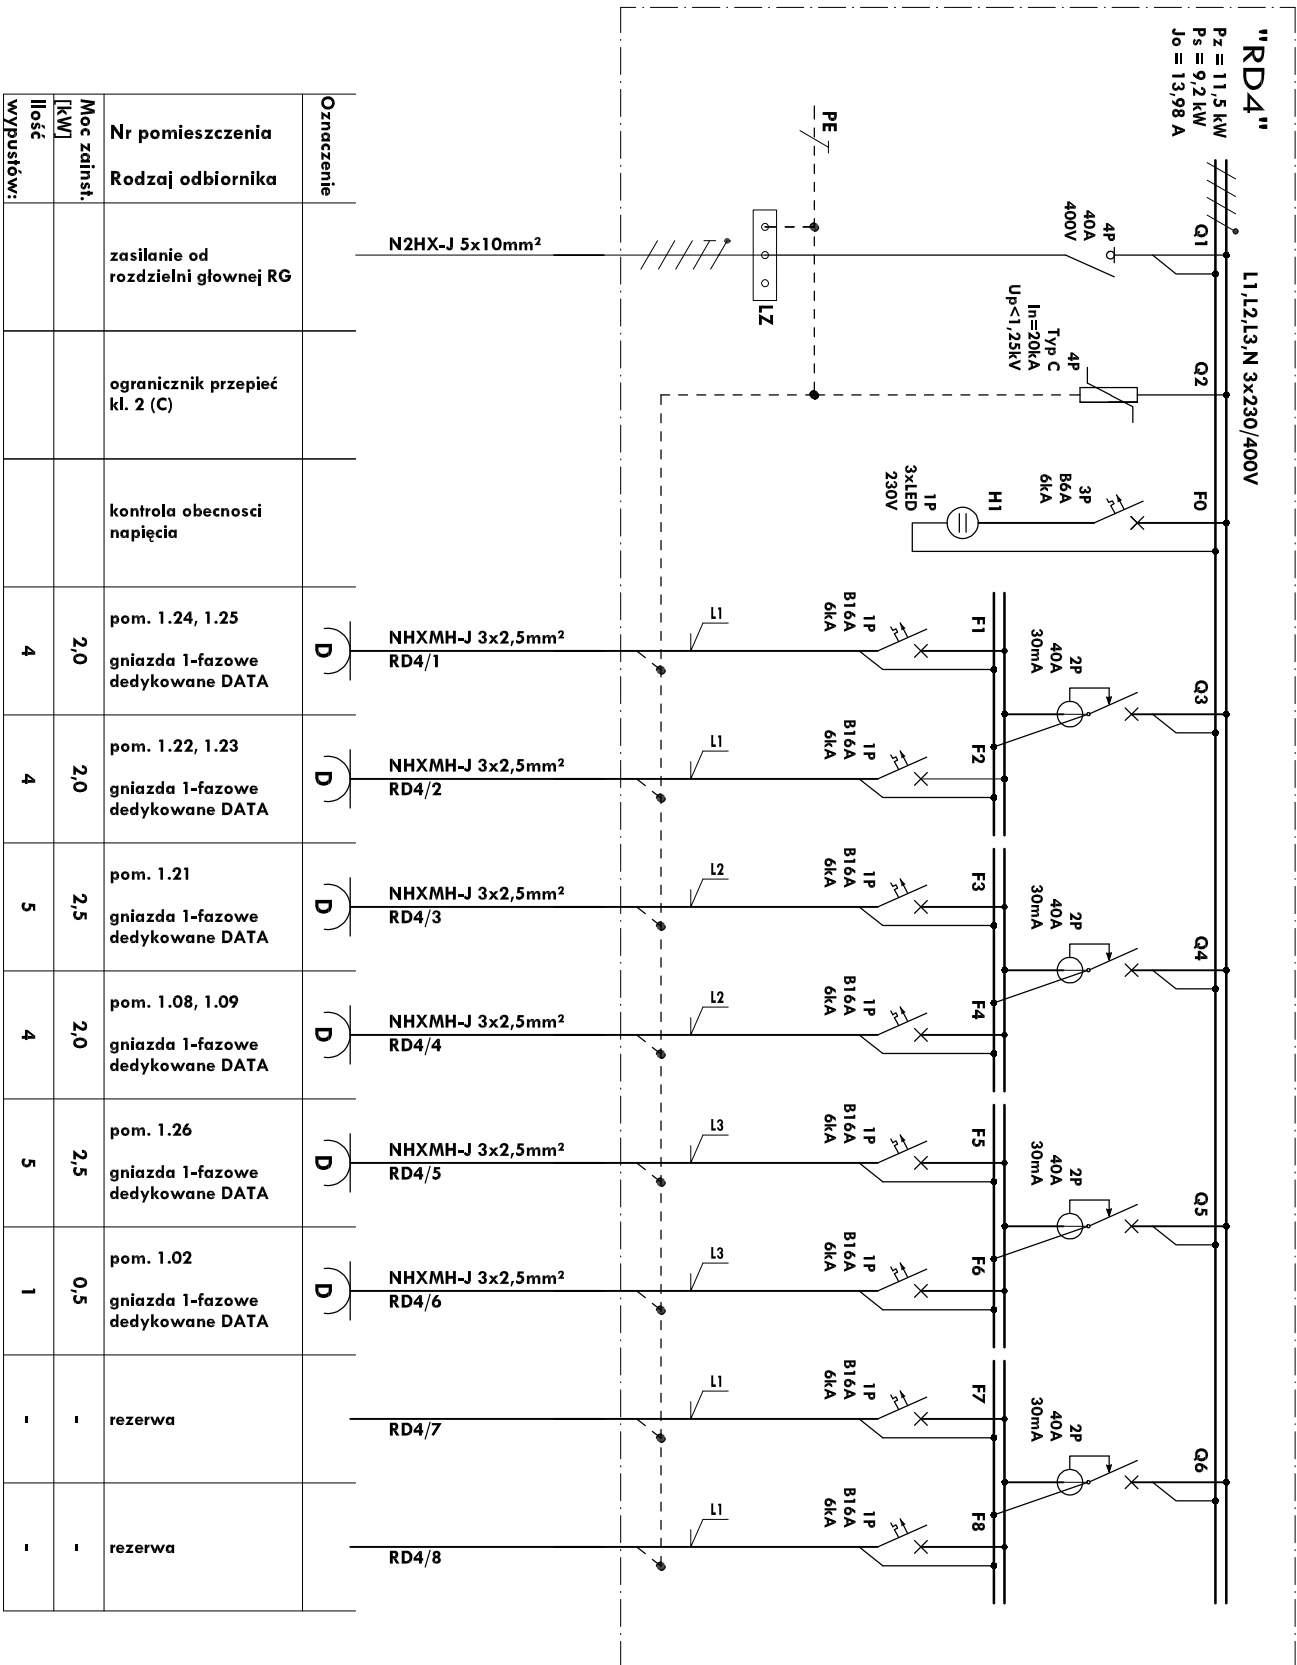 "RD4"
Pz = 11,5 kW
Ps = 9,2 kW
Jo = 13,98 A
L1,L2,L3,N 3x230/400V
PE
LZ
Q1
4P
40A
400V
N2HX-J 5x10mm²
Q2
4P
Typ C
In=20kA
Up<1,25kV
F0
3P
B6A
6kA
H1
1P
3xLED
230V
Q3
2P
40A
30mA
F1
1P
B16A
6kA
L1
NHXMH-J 3x2,5mm²
RD4/1
F2
1P
B16A
6kA
L1
NHXMH-J 3x2,5mm²
RD4/2
Q4
2P
40A
30mA
F3
1P
B16A
6kA
L2
NHXMH-J 3x2,5mm²
RD4/3
F4
1P
B16A
6kA
L2
NHXMH-J 3x2,5mm²
RD4/4
Q5
2P
40A
30mA
F5
1P
B16A
6kA
L3
NHXMH-J 3x2,5mm²
RD4/5
F6
1P
B16A
6kA
L3
NHXMH-J 3x2,5mm²
RD4/6
Q6
2P
40A
30mA
F7
1P
B16A
6kA
L1
RD4/7
F8
1P
B16A
6kA
L1
RD4/8
Oznaczenie
D
D
D
D
D
D
Nr pomieszczenia
Rodzaj odbiornika
zasilanie od
rozdzielni głownej RG
ogranicznik przepieć
kl. 2 (C)
kontrola obecnosci
napięcia
pom. 1.24, 1.25
gniazda 1-fazowe
dedykowane DATA
pom. 1.22, 1.23
gniazda 1-fazowe
dedykowane DATA
pom. 1.21
gniazda 1-fazowe
dedykowane DATA
pom. 1.08, 1.09
gniazda 1-fazowe
dedykowane DATA
pom. 1.26
gniazda 1-fazowe
dedykowane DATA
pom. 1.02
gniazda 1-fazowe
dedykowane DATA
rezerwa
rezerwa
Moc zainst.
[kW]
2,0
2,0
2,5
2,0
2,5
0,5
-
-
Ilość
wypustów:
4
4
5
4
5
1
-
-